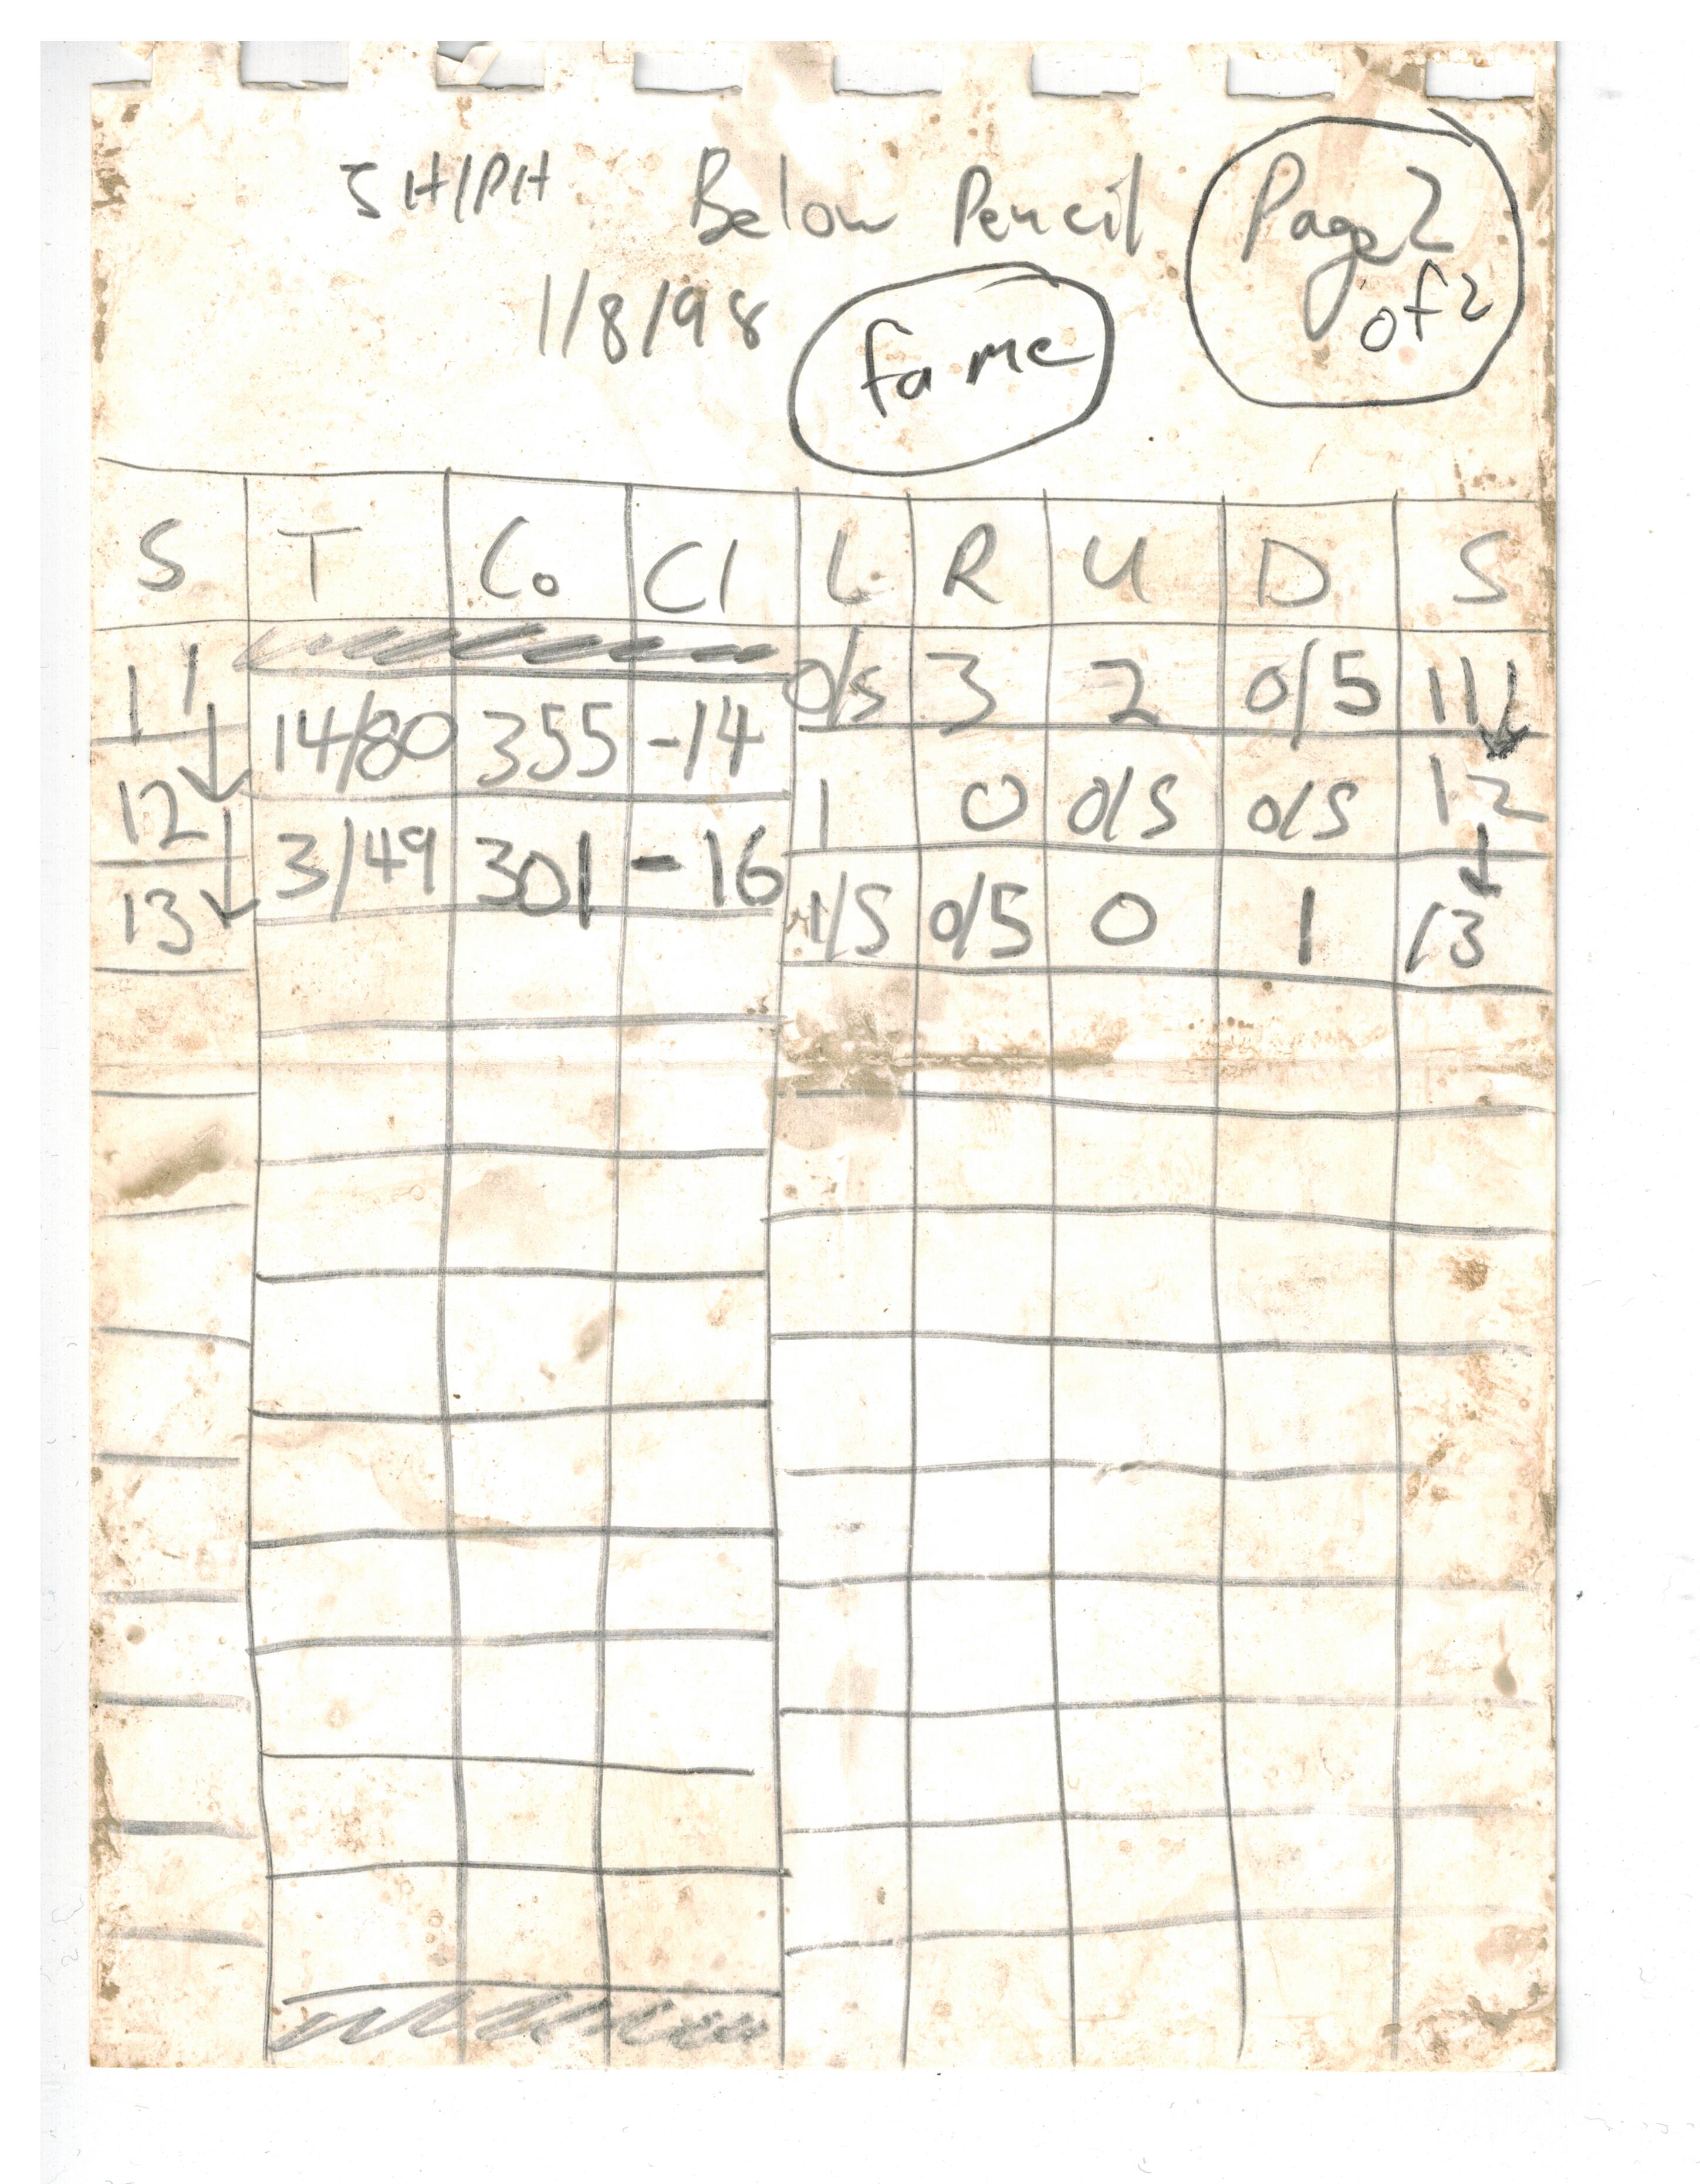 SH/PH Below Pencil Page 2 of 2
1/8/98 fame
S T Co Cl L R U D S
11 0/S 3 2 0/5 11
14/80 355 -14
12 1 0 0/S 0/S 12
3/49 301 -16
13 1/S 0/5 0 1 13